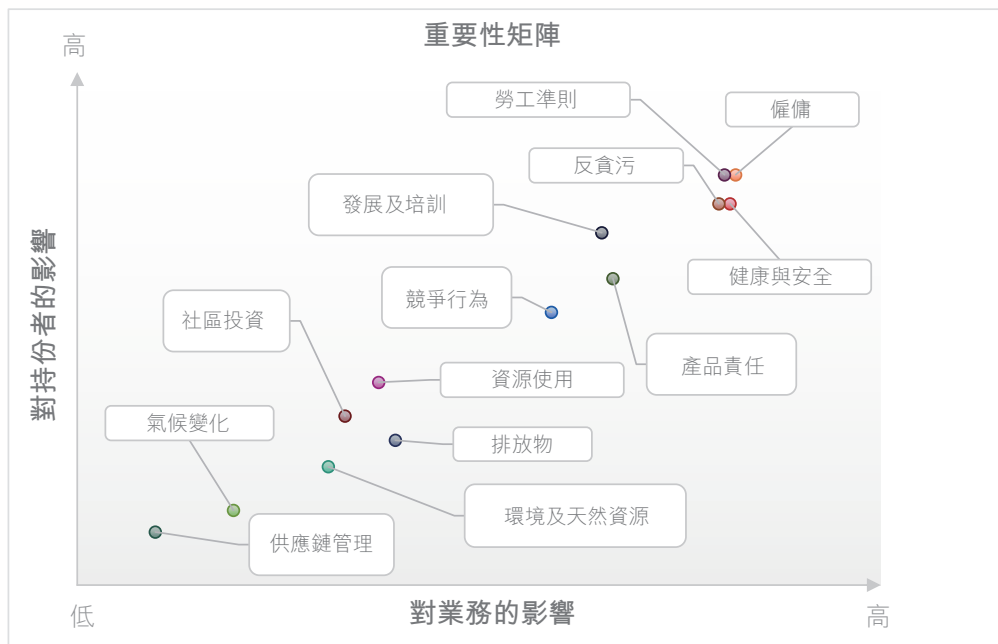 重要性矩陣
高
勞工準則
僱傭
反貪污
發展及培訓
健康與安全
競爭行為
社區投資
產品責任
資源使用
對持份者的影響
氣候變化
排放物
環境及天然資源
供應鏈管理
低
對業務的影響
高